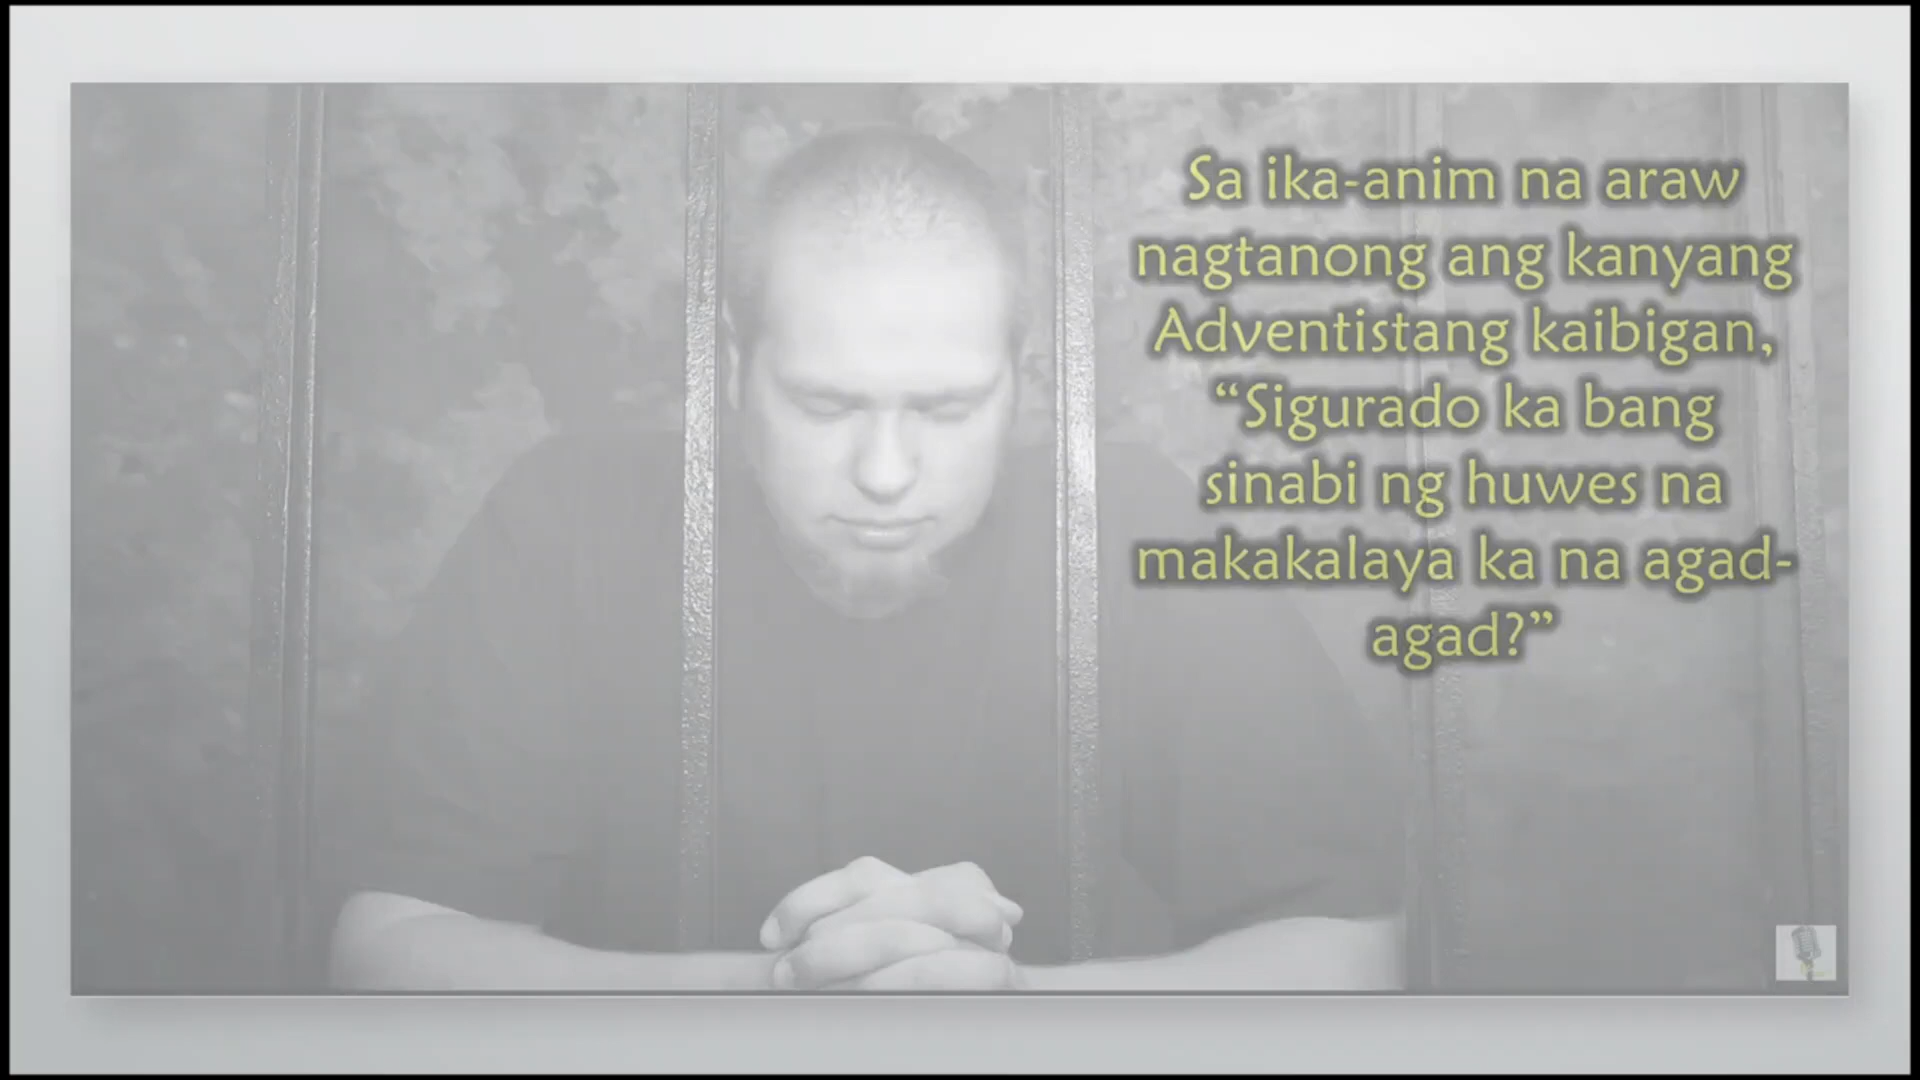 Sa ika-anim na araw
nagtanong ang kanyang
Adventistang kaibigan,
“Sigurado ka bang
sinabi ng huwes na
makakalaya ka na agad-
agad?”